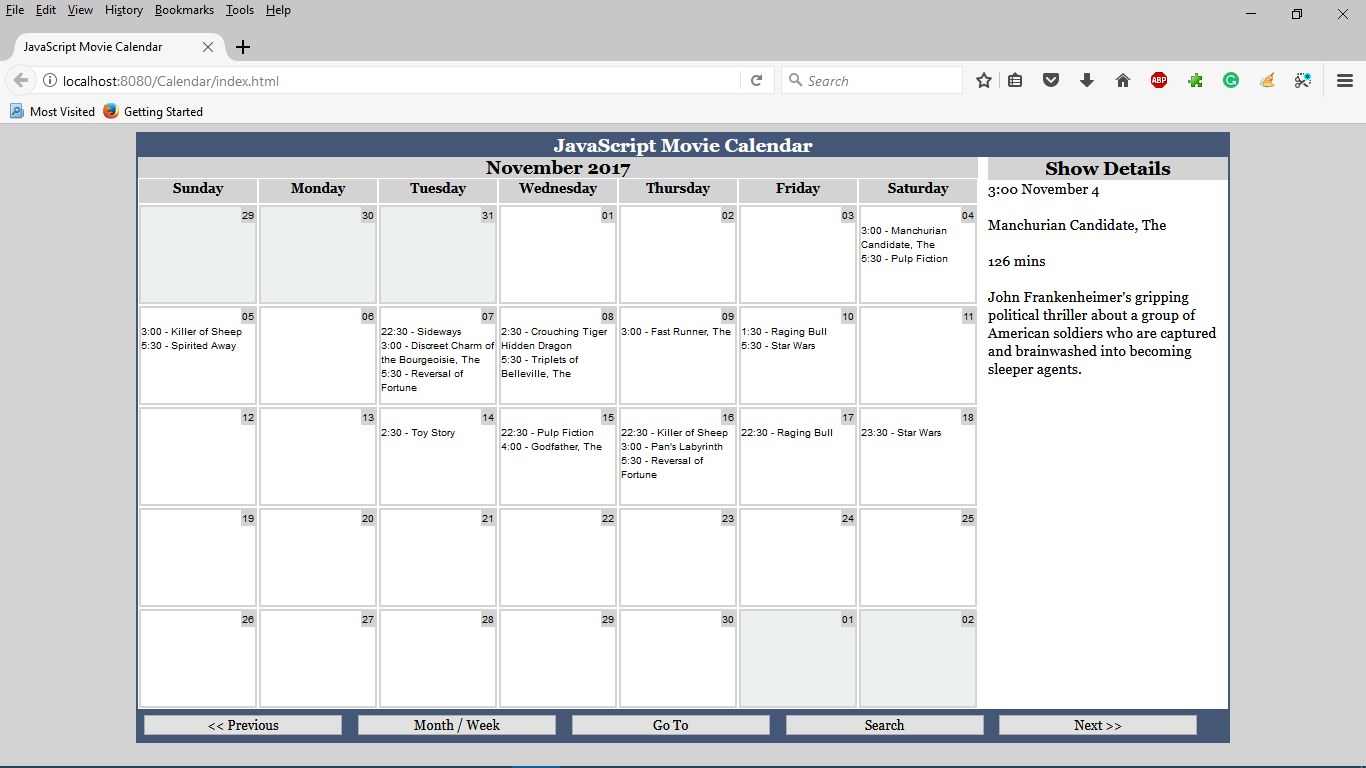 File Edit View History Bookmarks Tools Help
JavaScript Movie Calendar
localhost:8080/Calendar/index.html
Search
ABP
Most Visited Getting Started
JavaScript Movie Calendar
November 2017
Sunday Monday Tuesday Wednesday Thursday Friday Saturday
29
30
31
01
02
03
04
3:00 - Manchurian
Candidate, The
5:30 - Pulp Fiction
05
3:00 - Killer of Sheep
5:30 - Spirited Away
06
07
22:30 - Sideways
3:00 - Discreet Charm of
the Bourgeoisie, The
5:30 - Reversal of
Fortune
08
2:30 - Crouching Tiger
Hidden Dragon
5:30 - Triplets of
Belleville, The
09
3:00 - Fast Runner, The
10
1:30 - Raging Bull
5:30 - Star Wars
11
12
13
14
2:30 - Toy Story
15
22:30 - Pulp Fiction
4:00 - Godfather, The
16
22:30 - Killer of Sheep
3:00 - Pan's Labyrinth
5:30 - Reversal of
Fortune
17
22:30 - Raging Bull
18
23:30 - Star Wars
19
20
21
22
23
24
25
26
27
28
29
30
01
02
Show Details
3:00 November 4
Manchurian Candidate, The
126 mins
John Frankenheimer's gripping
political thriller about a group of
American soldiers who are captured
and brainwashed into becoming
sleeper agents.
<< Previous
Month / Week
Go To
Search
Next >>